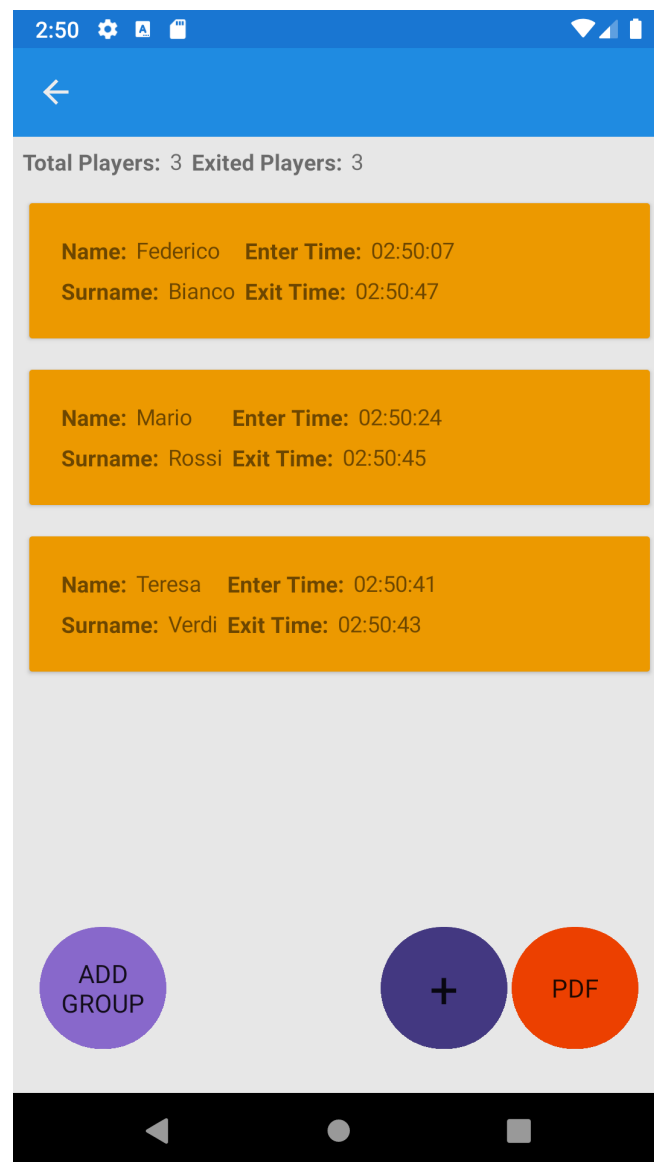 2:50
Total Players: 3 Exited Players: 3
Name: Federico Enter Time: 02:50:07
Surname: Bianco Exit Time: 02:50:47
Name: Mario Enter Time: 02:50:24
Surname: Rossi Exit Time: 02:50:45
Name: Teresa Enter Time: 02:50:41
Surname: Verdi Exit Time: 02:50:43
ADD
GROUP
+
PDF